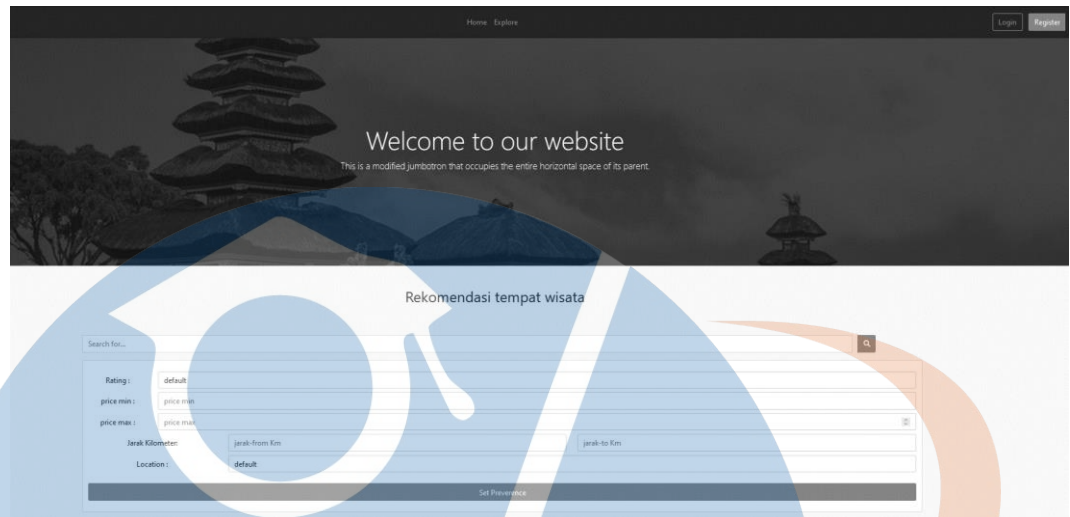 Home Explore Login Register
Welcome to our website
This is a modified jumbotron that occupies the entire horizontal space of its parent.
Rekomendasi tempat wisata
Search for...
Rating : default
price min : price min
price max : price max
Jarak Kilometer: jarak-from Km jarak-to Km
Location : default
Set Preverence